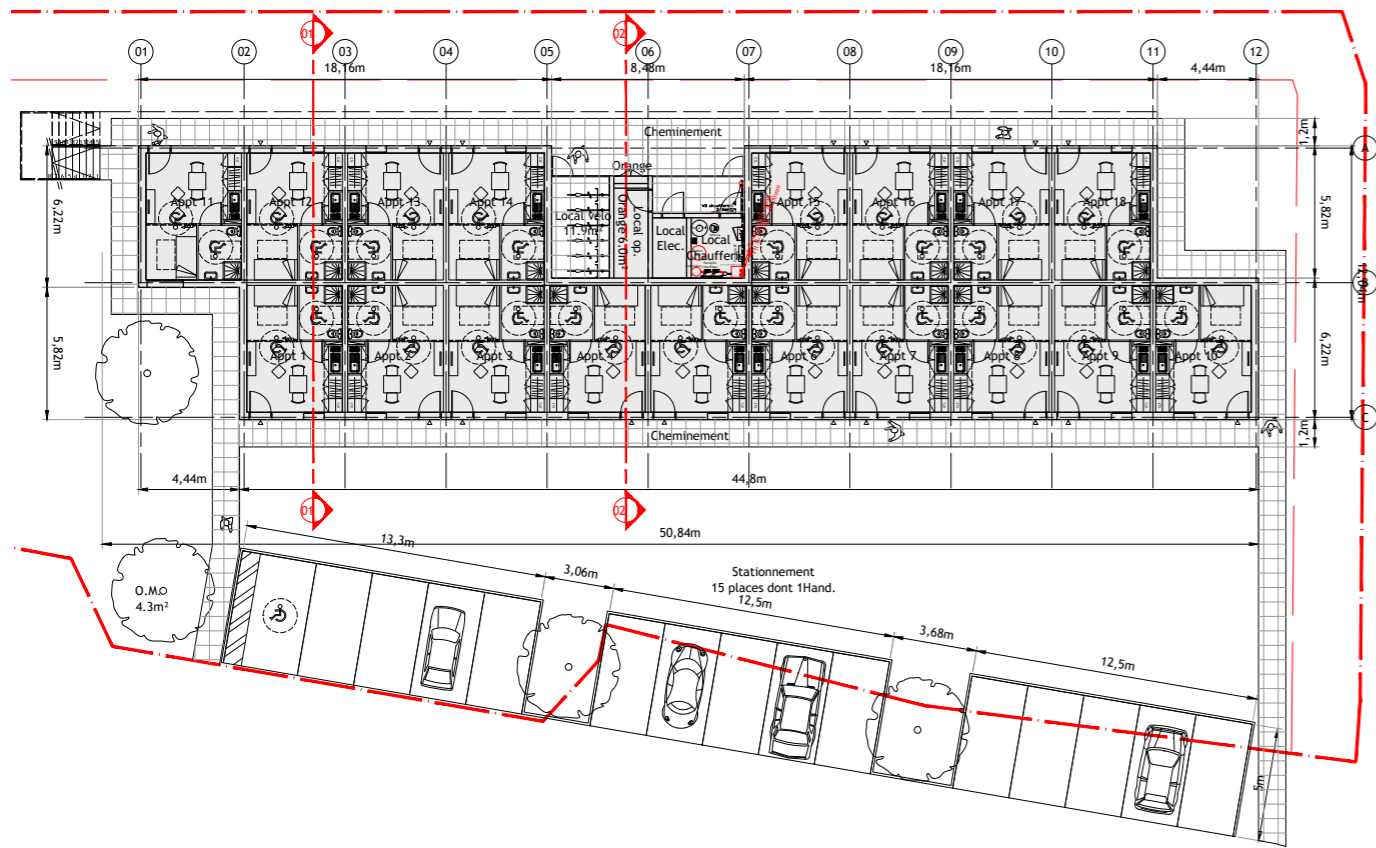 01
02
01
02
03
04
05
06
07
08
09
10
11
12
18,16m
8,48m
18,16m
4,44m
Cheminement
1,2m
A
Orange
6,22m
5,82m
Appt 11
Appt 12
Appt 13
Appt 14
Local Vélo
11.9m²
Orange 6.0m²
Local op.
Local
Elec.
Local
Chaufferie
Appt 15
Appt 16
Appt 17
Appt 18
5,82m
6,22m
Appt 1
Appt 2
Appt 3
Appt 4
Appt 6
Appt 7
Appt 8
Appt 9
Appt 10
C
Cheminement
1,2m
4,44m
44,8m
01
02
50,84m
13,3m
3,06m
Stationnement
15 places dont 1Hand.
12,5m
3,68m
12,5m
O.M.
4.3m²
5m